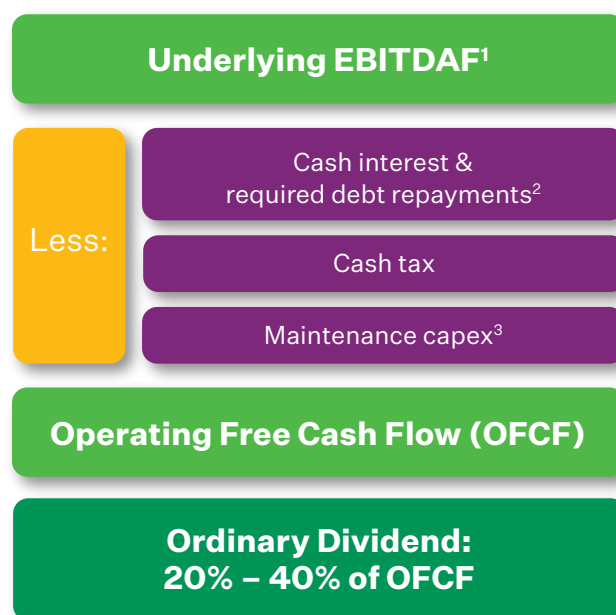 Underlying EBITDAF¹
Less:
Cash interest &
required debt repayments²
Cash tax
Maintenance capex³
Operating Free Cash Flow (OFCF)
Ordinary Dividend:
20% – 40% of OFCF